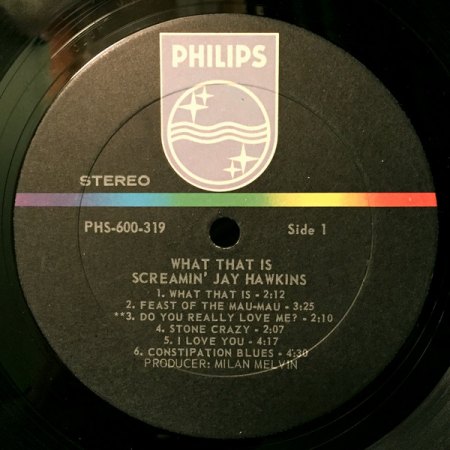 PHILIPS
STEREO
PHS-600-319 Side 1
WHAT THAT IS
SCREAMIN' JAY HAWKINS
1. WHAT THAT IS - 2:12
2. FEAST OF THE MAU-MAU - 3:25
**3. DO YOU REALLY LOVE ME? - 2:10
4. STONE CRAZY - 2:07
5. I LOVE YOU - 4:17
6. CONSTIPATION BLUES - 4:30
PRODUCER: MILAN MELVIN